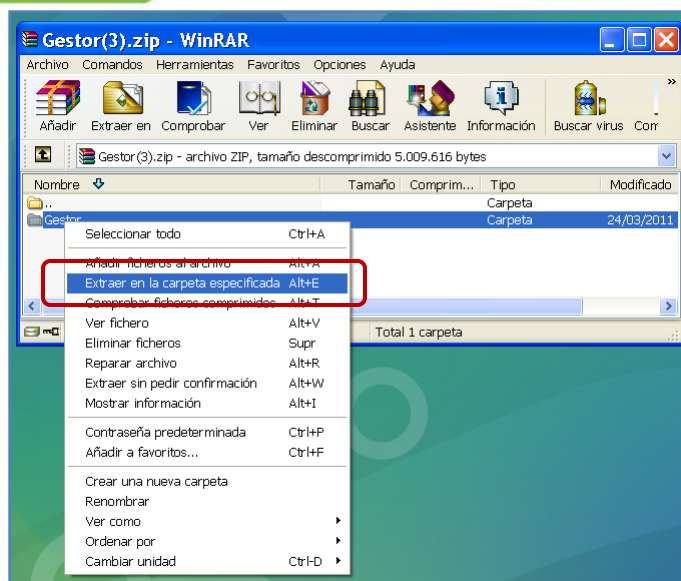 Gestor(3).zip - WinRAR
Archivo Comandos Herramientas Favoritos Opciones Ayuda
»
Añadir Extraer en Comprobar Ver Eliminar Buscar Asistente Información Buscar virus Com
Gestor(3).zip - archivo ZIP, tamaño descomprimido 5.009.616 bytes
Nombre Tamaño Comprim... Tipo Modificado
.. Carpeta
Gestor Carpeta 24/03/2011
Seleccionar todo Ctrl+A
Añadir ficheros al archivo Alt+A
Extraer en la carpeta especificada Alt+E
Comprobar ficheros comprimidos Alt+T
Ver fichero Alt+V
Total 1 carpeta
Eliminar ficheros Supr
Reparar archivo Alt+R
Extraer sin pedir confirmación Alt+W
Mostrar información Alt+I
Contraseña predeterminada Ctrl+P
Añadir a favoritos... Ctrl+F
Crear una nueva carpeta
Renombrar
Ver como
Ordenar por
Cambiar unidad Ctrl-D